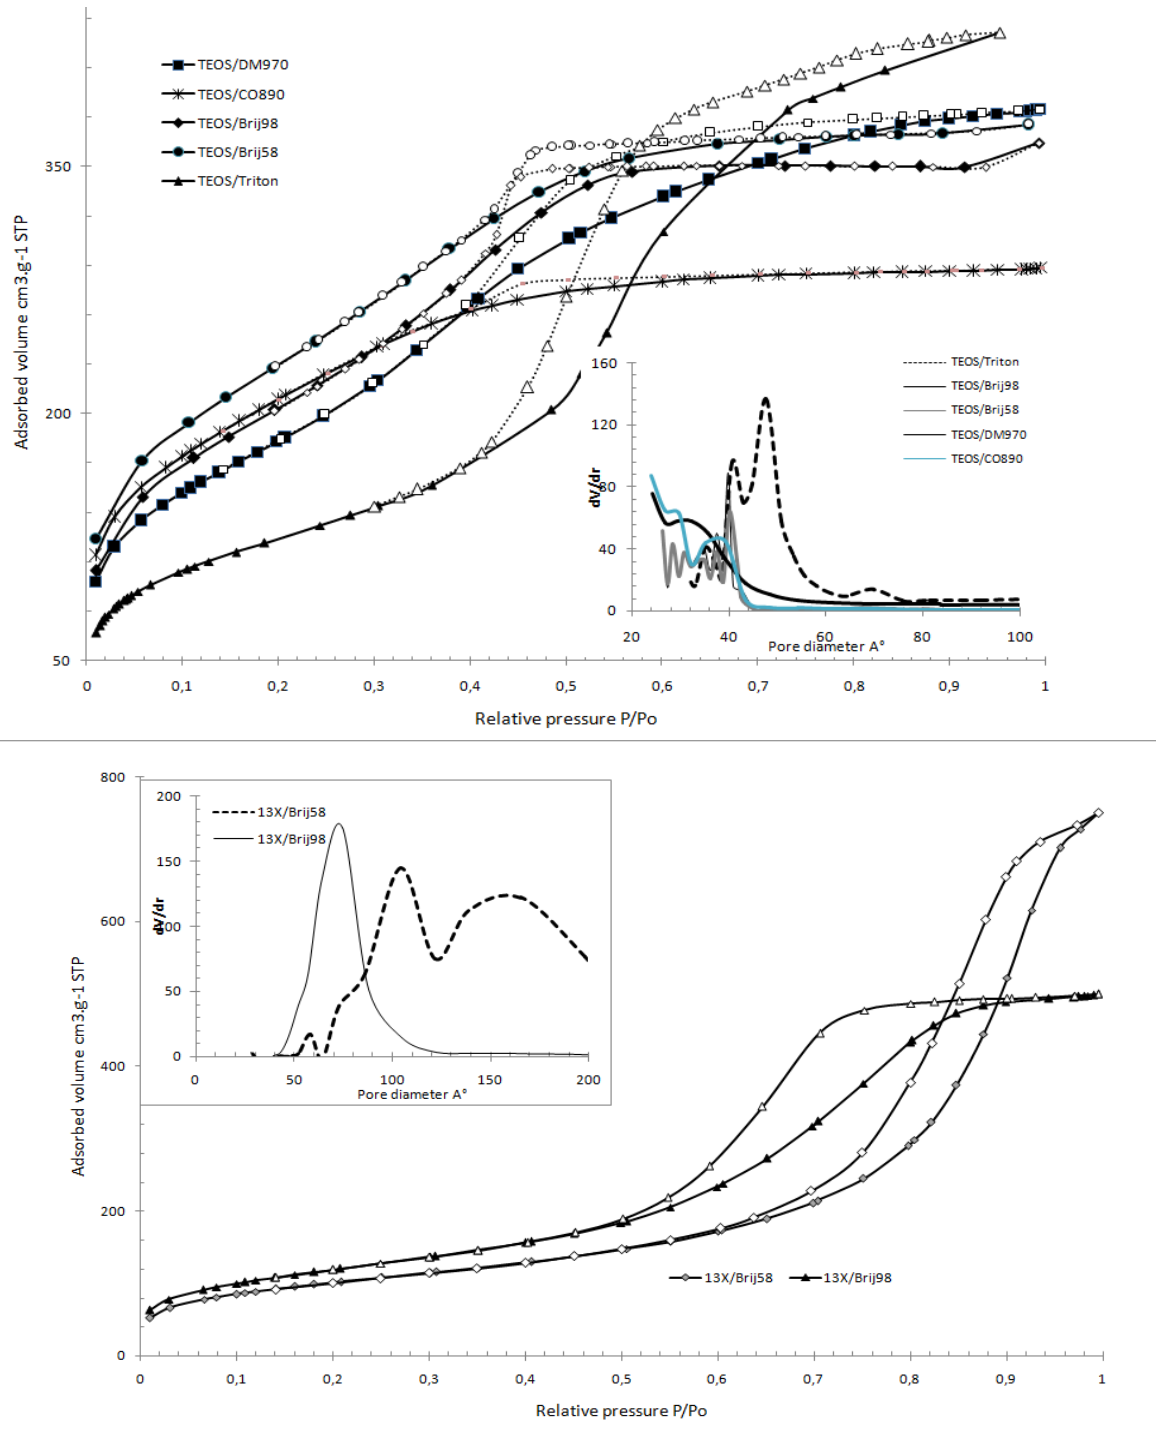 TEOS/DM970
TEOS/CO890
TEOS/Brij98
TEOS/Brij58
TEOS/Triton
350
200
50
Adsorbed volume cm3.g-1 STP
0 0,1 0,2 0,3 0,4 0,5 0,6 0,7 0,8 0,9 1
Relative pressure P/Po
160
120
80
40
0
dV/dr
20 40 60 80 100
Pore diameter A°
TEOS/Triton
TEOS/Brij98
TEOS/Brij58
TEOS/DM970
TEOS/CO890
800
600
400
200
0
Adsorbed volume cm3.g-1 STP
200
150
100
50
0
dV/dr
13X/Brij58
13X/Brij98
0 50 100 150 200
Pore diameter A°
13X/Brij58 13X/Brij98
0 0,1 0,2 0,3 0,4 0,5 0,6 0,7 0,8 0,9 1
Relative pressure P/Po